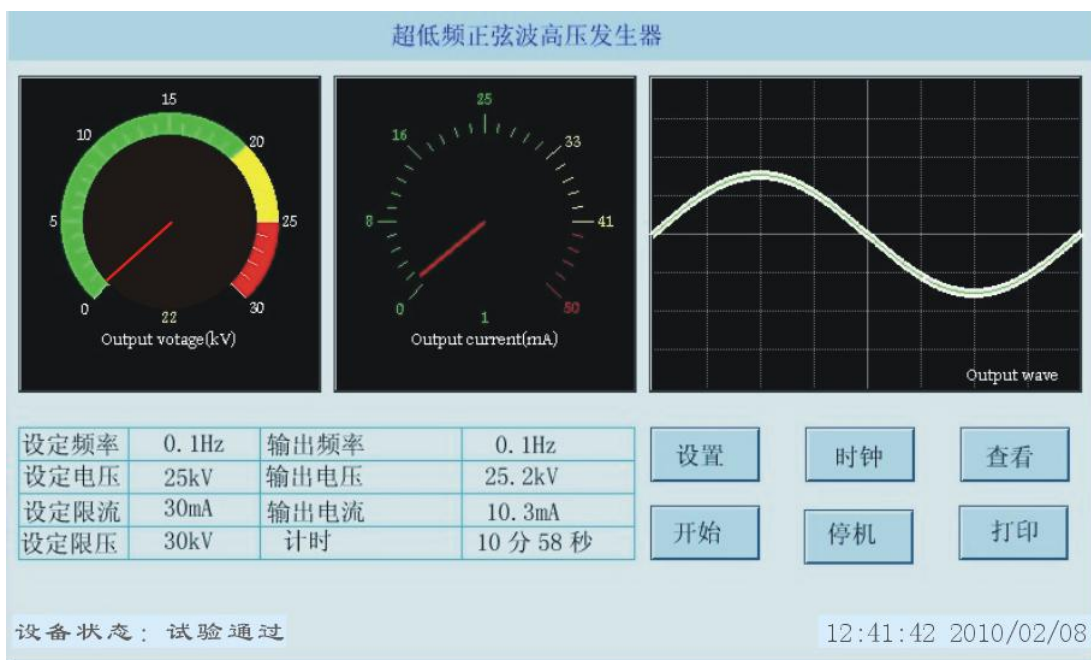 超低频正弦波高压发生器
15
10
20
5
25
0
30
22
Output votage(kV)
25
16
33
8
41
0
50
1
Output current(mA)
Output wave
设定频率 0.1Hz 输出频率 0.1Hz
设定电压 25kV 输出电压 25.2kV
设定限流 30mA 输出电流 10.3mA
设定限压 30kV 计时 10 分 58 秒
设置 时钟 查看
开始 停机 打印
设备状态：试验通过
12:41:42 2010/02/08